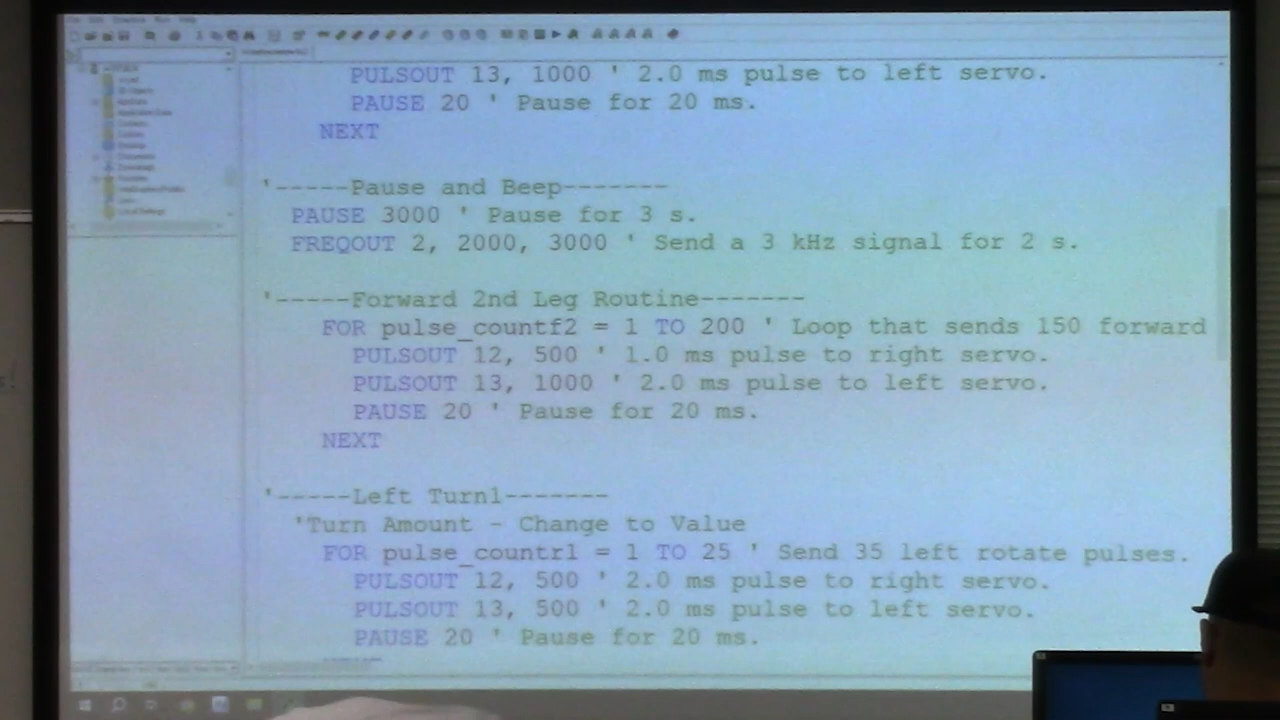 PULSOUT 13, 1000 ' 2.0 ms pulse to left servo.
PAUSE 20 ' Pause for 20 ms.
NEXT
'-----Pause and Beep-------
PAUSE 3000 ' Pause for 3 s.
FREQOUT 2, 2000, 3000 ' Send a 3 kHz signal for 2 s.
'-----Forward 2nd Leg Routine-------
FOR pulse_countf2 = 1 TO 200 ' Loop that sends 150 forward
PULSOUT 12, 500 ' 1.0 ms pulse to right servo.
PULSOUT 13, 1000 ' 2.0 ms pulse to left servo.
PAUSE 20 ' Pause for 20 ms.
NEXT
'-----Left Turn1-------
'Turn Amount - Change to Value
FOR pulse_countr1 = 1 TO 25 ' Send 35 left rotate pulses.
PULSOUT 12, 500 ' 2.0 ms pulse to right servo.
PULSOUT 13, 500 ' 2.0 ms pulse to left servo.
PAUSE 20 ' Pause for 20 ms.